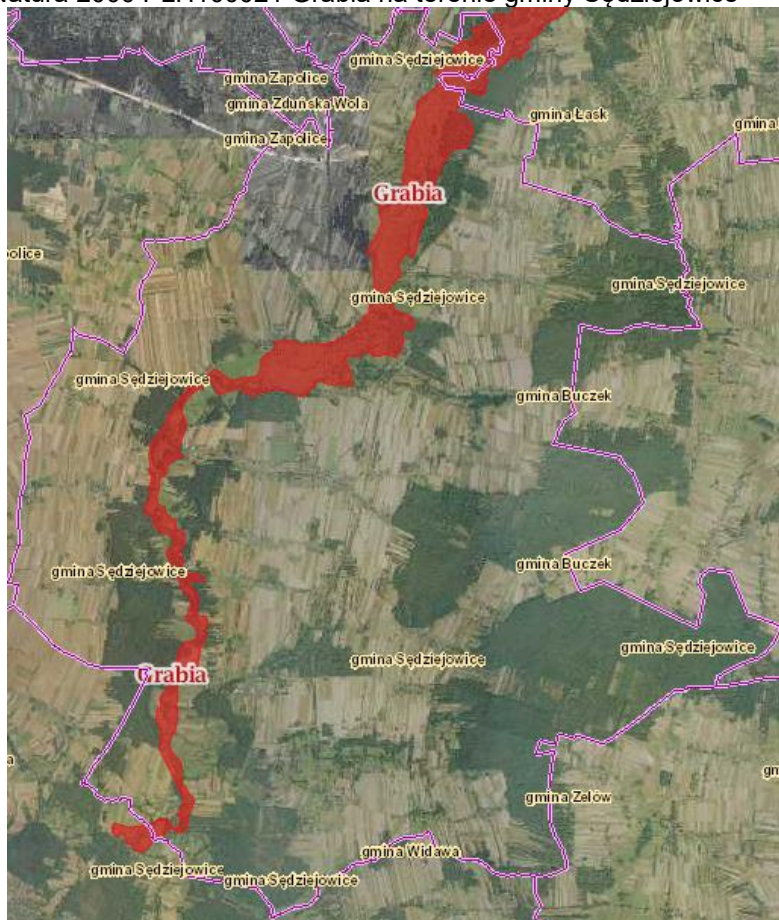 gmina Sędziejowice
gmina Zapolice
gmina Zduńska Wola
gmina Łask
gmina
gmina Zapolice
Grabia
gmina Sędziejowice
gmina Sędziejowice
gmina Sędziejowice
gmina Buczek
gmina Buczek
gmina Sędziejowice
gmina Sędziejowice
gmina Sędziejowice
Grabia
gmina Zelów
gmina Widawa
gmina Sędziejowice
gmina Sędziejowice